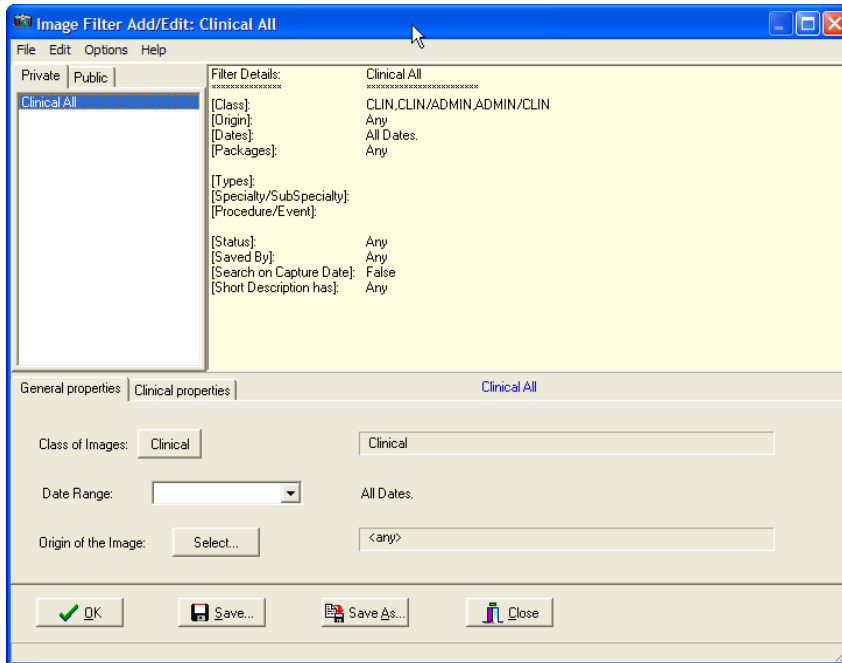 Image Filter Add/Edit: Clinical All
File Edit Options Help
Private Public
Clinical All
Filter Details: Clinical All
************** ***********************
[Class]: CLIN,CLIN/ADMIN,ADMIN/CLIN
[Origin]: Any
[Dates]: All Dates.
[Packages]: Any
[Types]:
[Specialty/SubSpecialty]:
[Procedure/Event]:
[Status]: Any
[Saved By]: Any
[Search on Capture Date]: False
[Short Description has]: Any
General properties Clinical properties Clinical All
Class of Images: Clinical Clinical
Date Range: All Dates.
Origin of the Image: Select... <any>
OK Save... Save As... Close